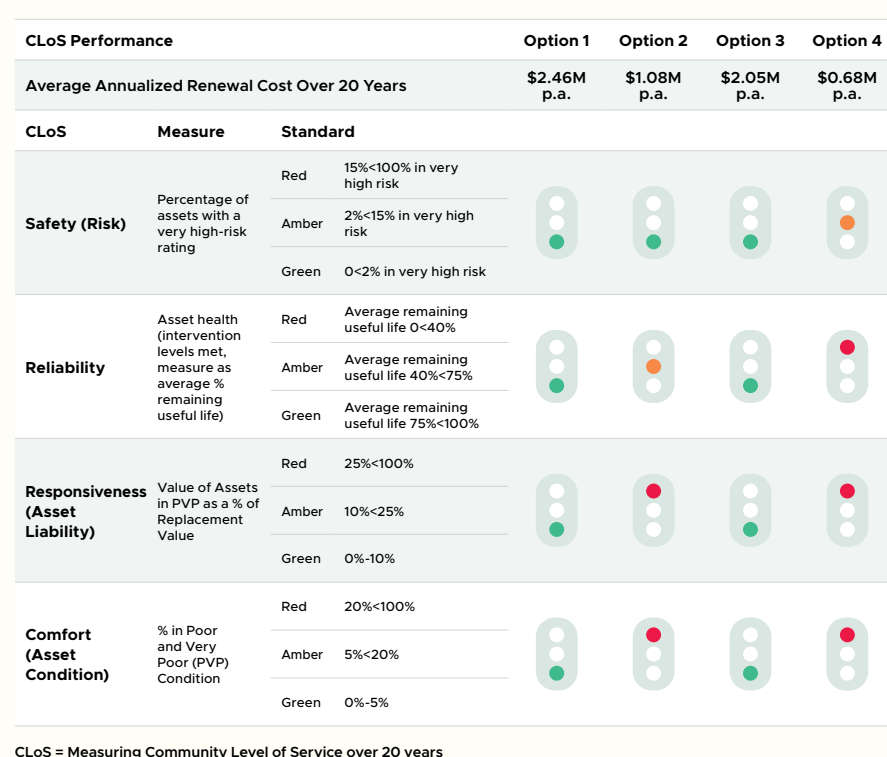 CLoS Performance Option 1 Option 2 Option 3 Option 4
Average Annualized Renewal Cost Over 20 Years $2.46M p.a. $1.08M p.a. $2.05M p.a. $0.68M p.a.
CLoS Measure Standard
Safety (Risk)
Percentage of
assets with a
very high-risk
rating
Red 15%<100% in very
high risk
Amber 2%<15% in very high
risk
Green 0<2% in very high risk
Reliability
Asset health
(intervention
levels met,
measure as
average %
remaining
useful life)
Red Average remaining
useful life 0<40%
Amber Average remaining
useful life 40%<75%
Green Average remaining
useful life 75%<100%
Responsiveness
(Asset
Liability)
Value of Assets
in PVP as a % of
Replacement
Value
Red 25%<100%
Amber 10%<25%
Green 0%-10%
Comfort
(Asset
Condition)
% in Poor
and Very
Poor (PVP)
Condition
Red 20%<100%
Amber 5%<20%
Green 0%-5%
CLoS = Measuring Community Level of Service over 20 years